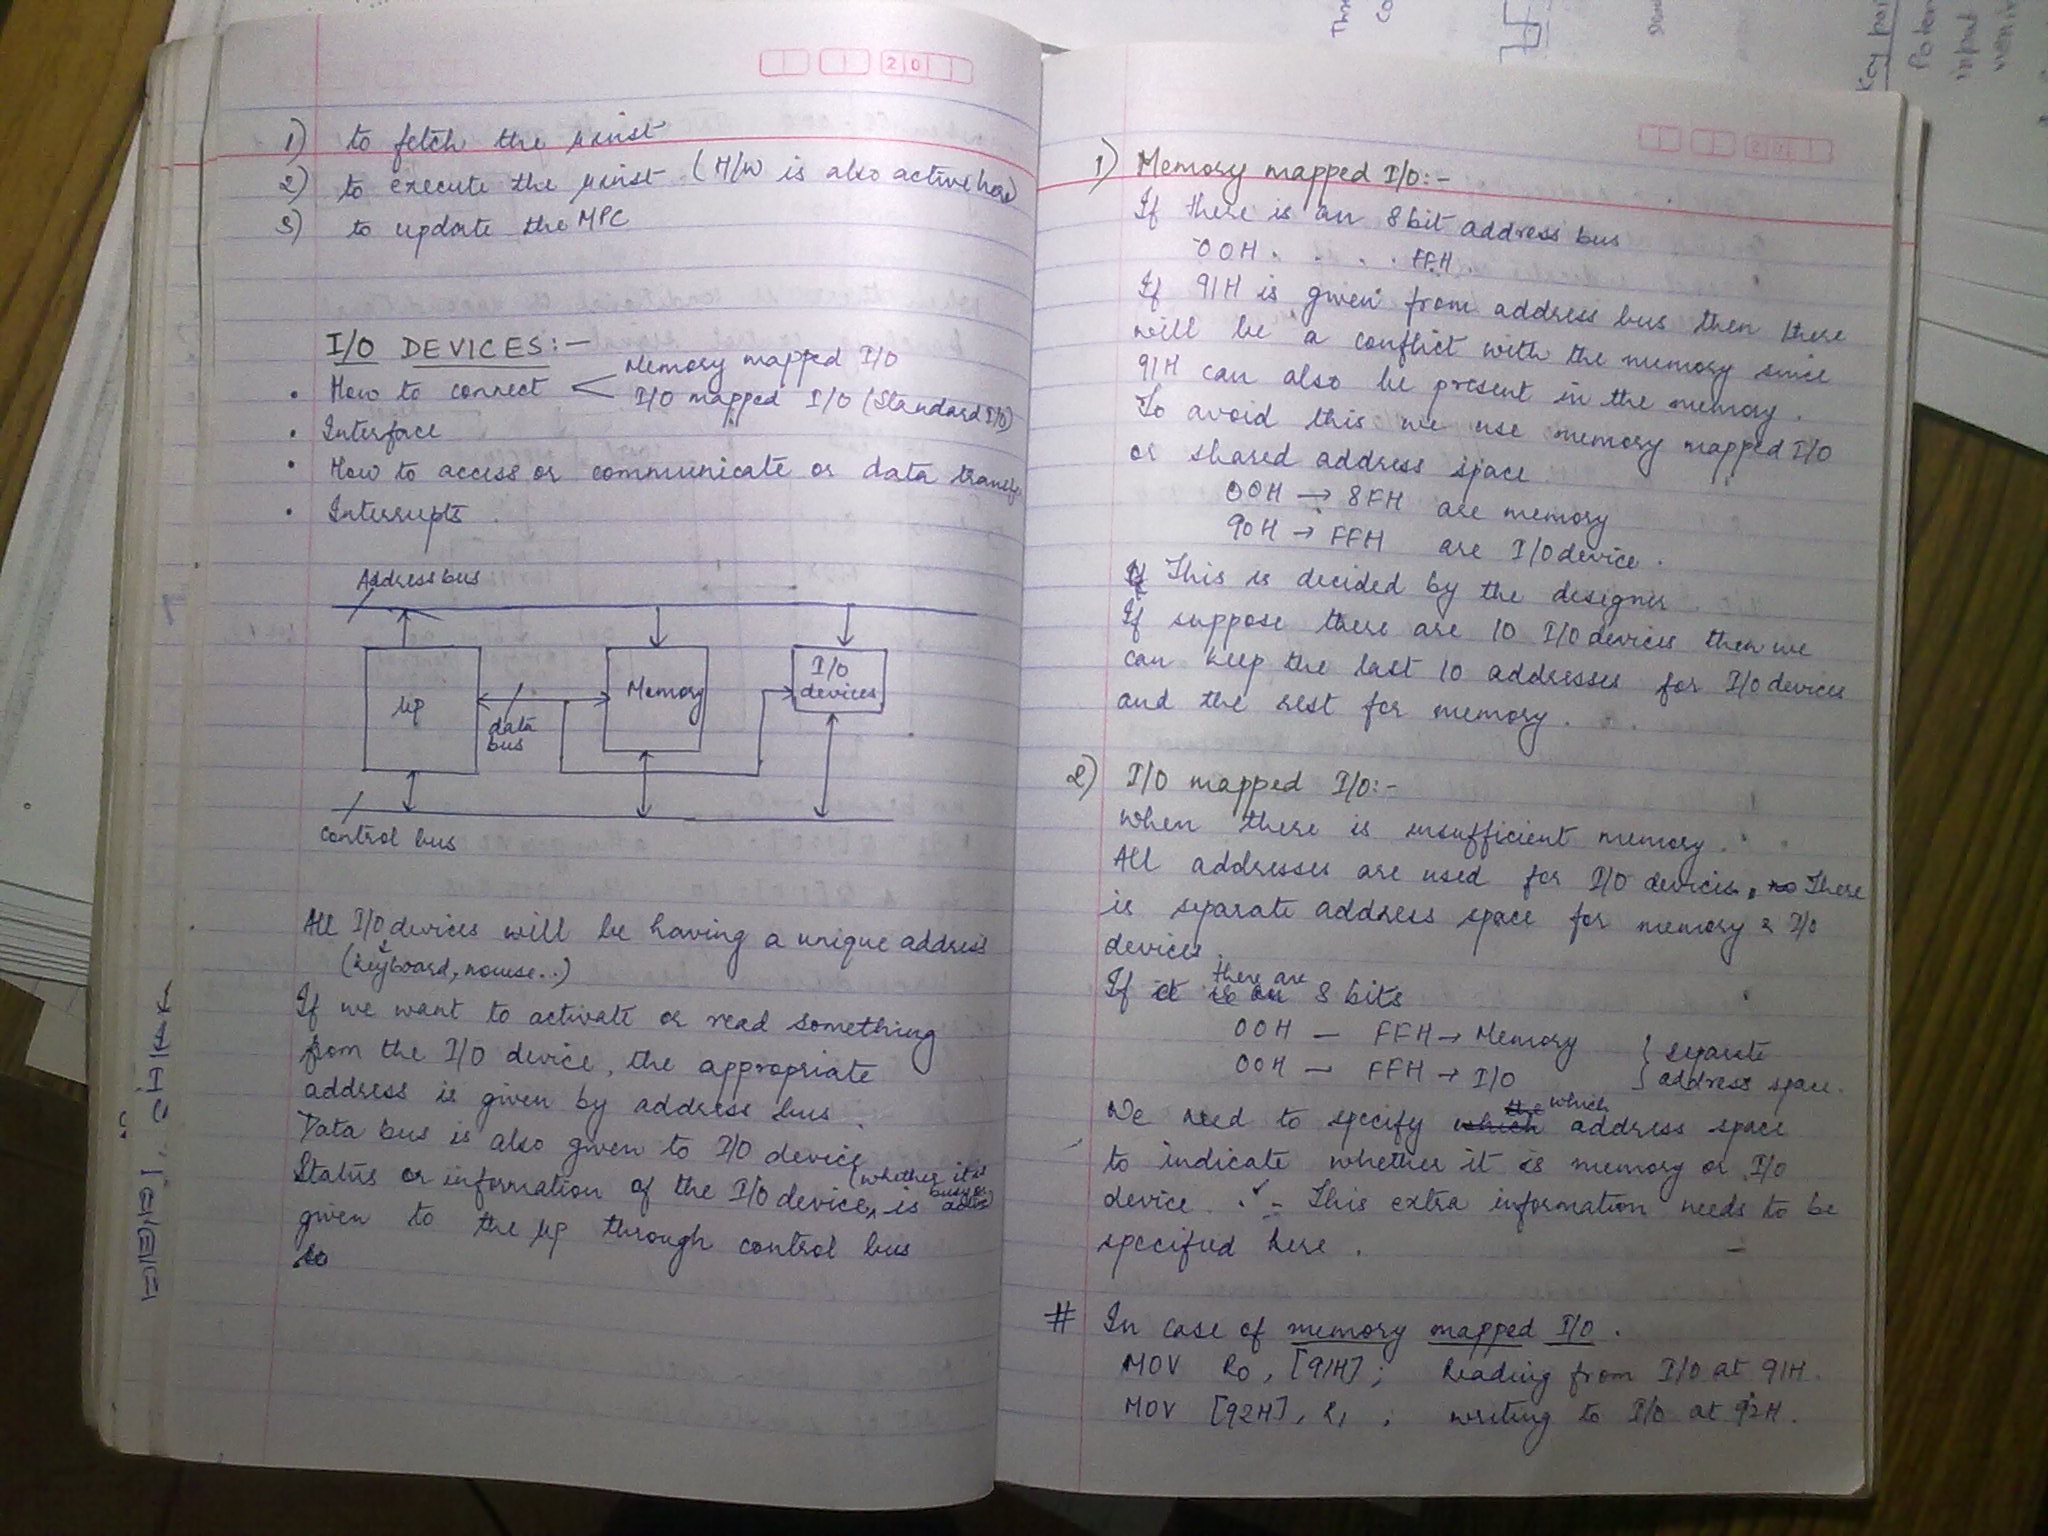 20
1) to fetch the μinst
2) to execute the μinst. (H/W is also active here)
3) to update the MPC
I/O DEVICES:-
• How to connect < Memory mapped I/O
I/O mapped I/O (Standard I/O)
• Interface
• How to access or communicate or data transf
• Interrupts.
Address bus
μp
data
bus
Memory
I/O
devices
control bus
All I/O devices will be having a unique address
(keyboard, mouse..)
If we want to activate or read something
from the I/O device, the appropriate
address is given by address bus.
Data bus is also given to I/O device
Status or information of the I/O device, (whether it is busy or active) is
given to the μp through control bus
1) Memory mapped I/O:-
If there is an 8bit address bus
00H . . . . FFH.
If 91H is given from address bus then there
will be a conflict with the memory since
91H can also be present in the memory.
To avoid this we use memory mapped I/O
or shared address space
00H → 8FH are memory
90H → FFH are I/O device.
This is decided by the designer.
If suppose there are 10 I/O devices then we
can keep the last 10 addresses for I/O devices
and the rest for memory.
2) I/O mapped I/O:-
when there is insufficient memory.
All addresses are used for I/O devices. There
is separate address space for memory & I/O
devices.
If there are 8 bits
00H — FFH → Memory } separate
00H — FFH → I/O } address space.
We need to specify which address space
to indicate whether it is memory or I/O
device. ∴ This extra information needs to be
specified here.
# In case of memory mapped I/O.
MOV R0, [91H]; Reading from I/O at 91H.
MOV [92H], R1 ; writing to I/O at 92H.
Key poi
Poten
input